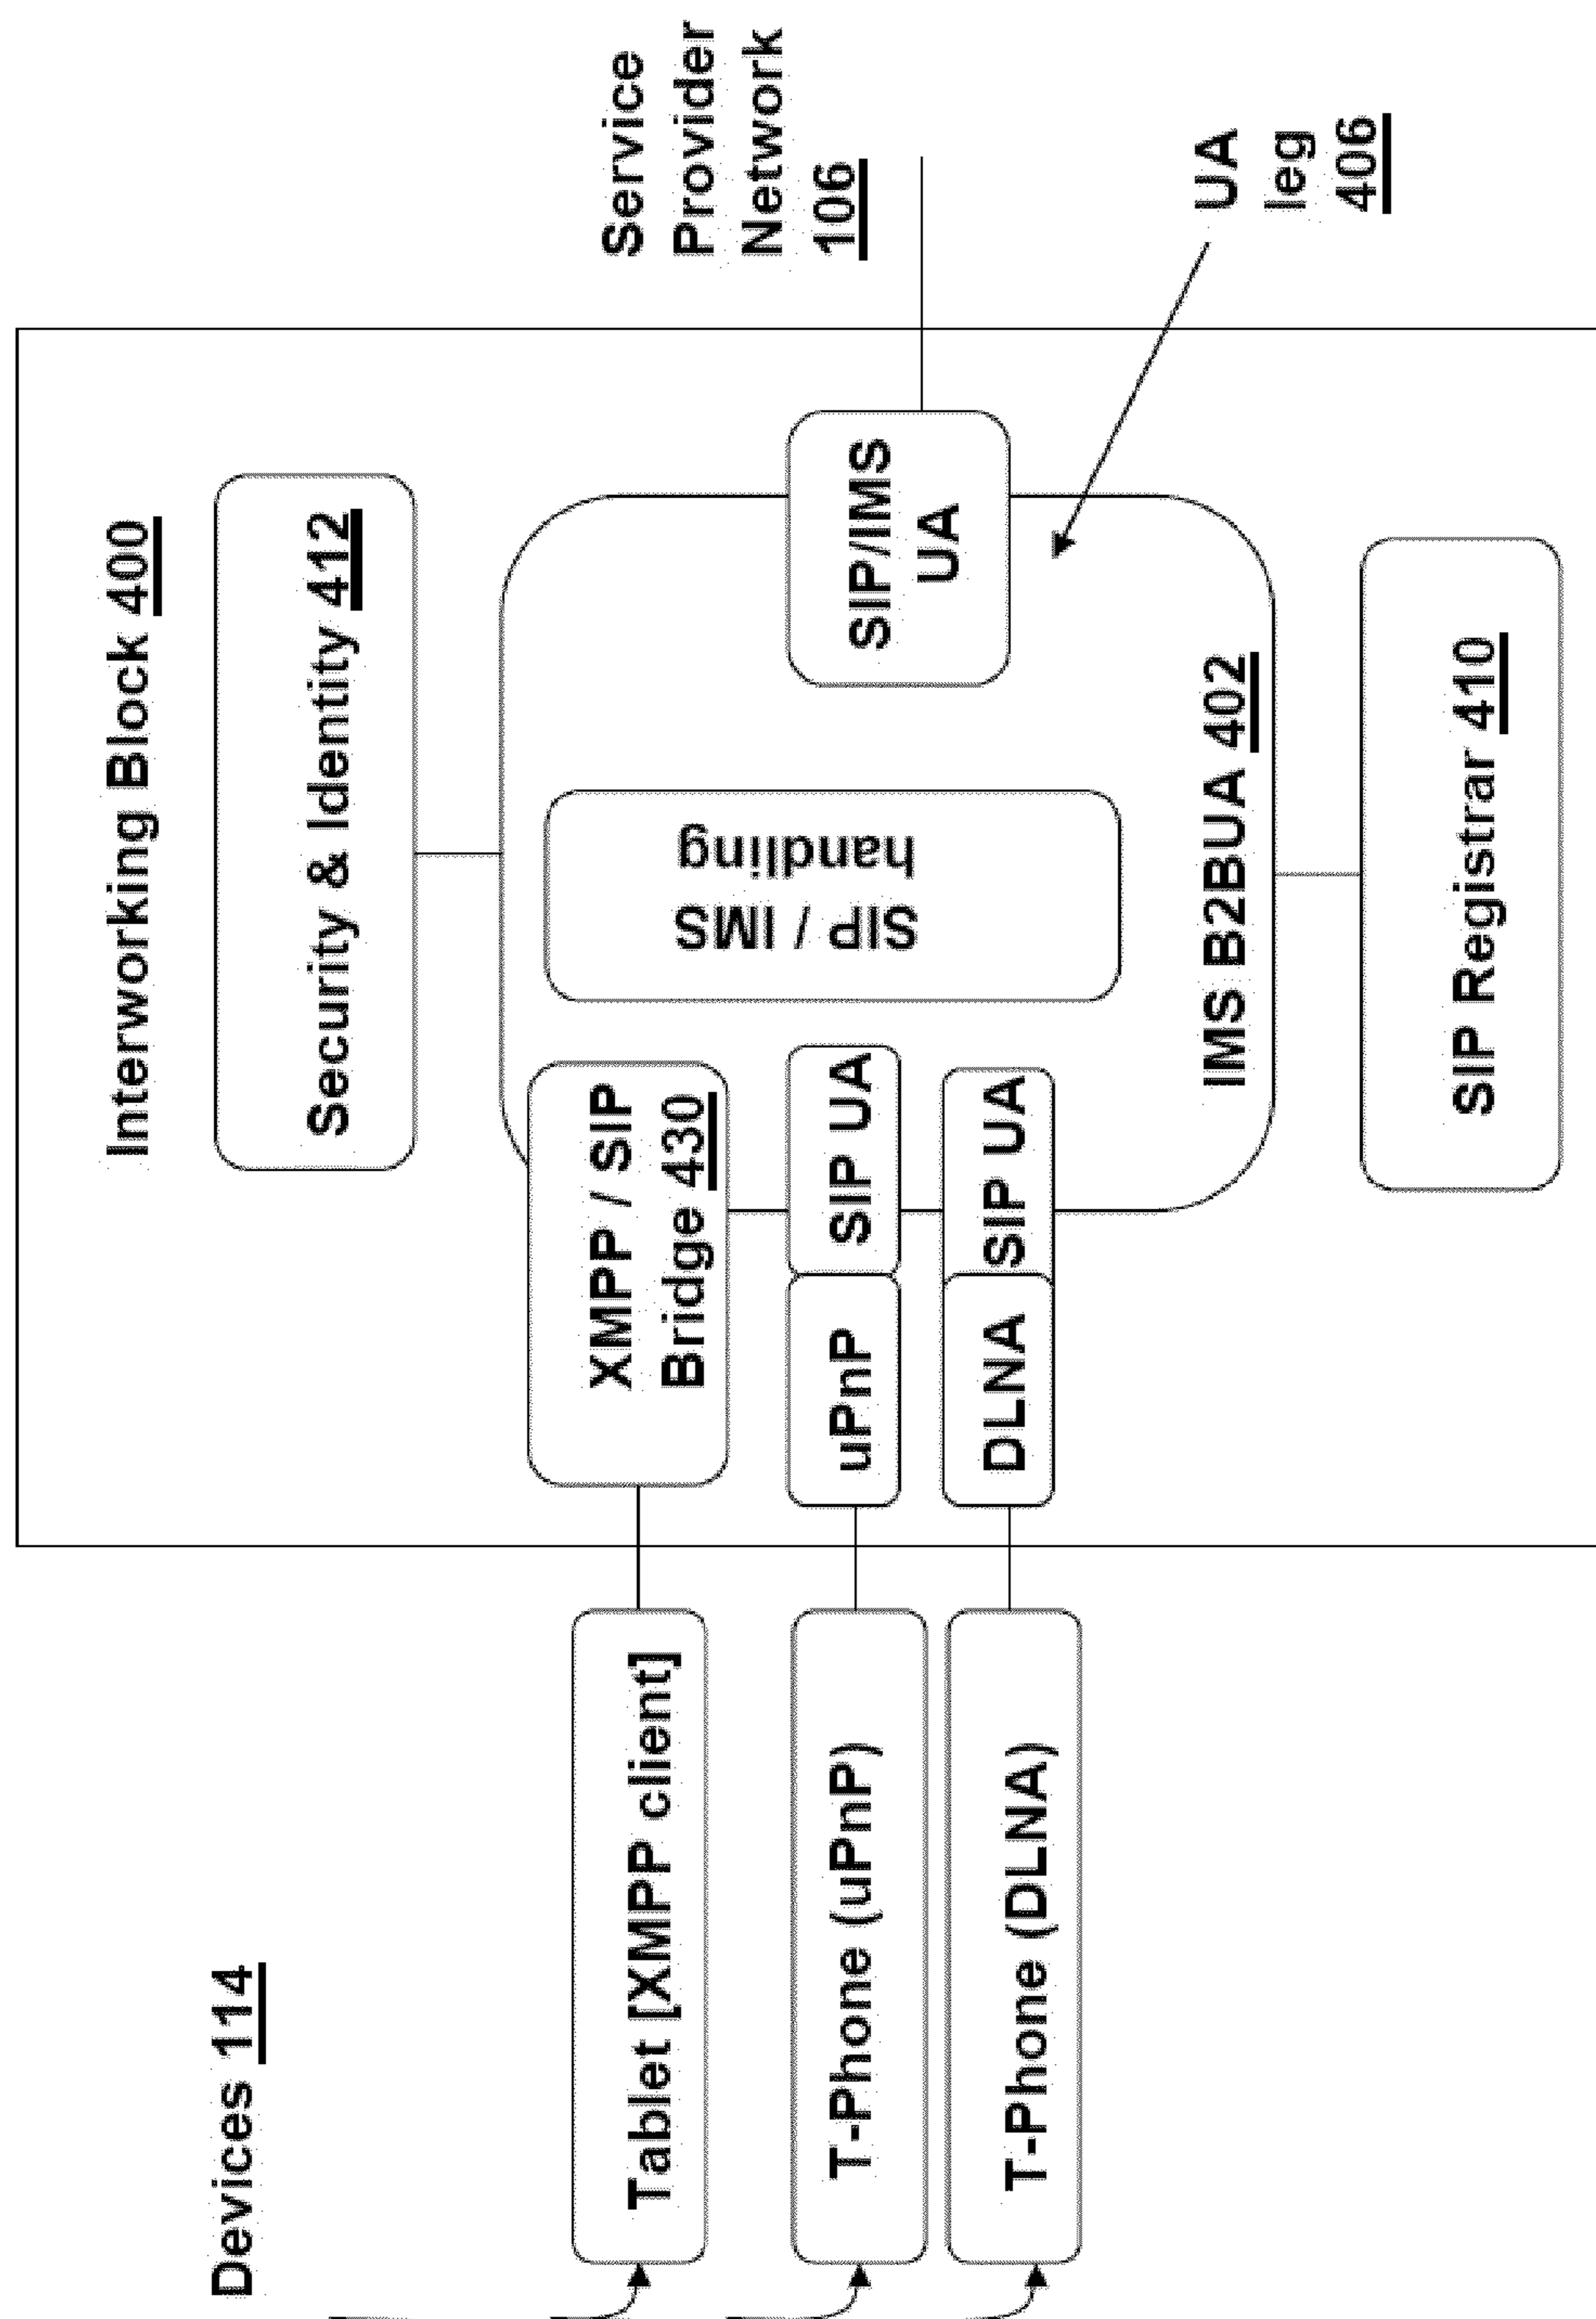 Interworking Block 400
Security & Identity 412
Service
Provider
Network
106
Devices 114
Tablet [XMPP client]
XMPP / SIP
Bridge 430
SIP / IMS
handling
SIP/IMS
UA
T-Phone (uPnP)
uPnP
SIP UA
T-Phone (DLNA)
DLNA
SIP UA
UA
leg
406
IMS B2BUA 402
SIP Registrar 410